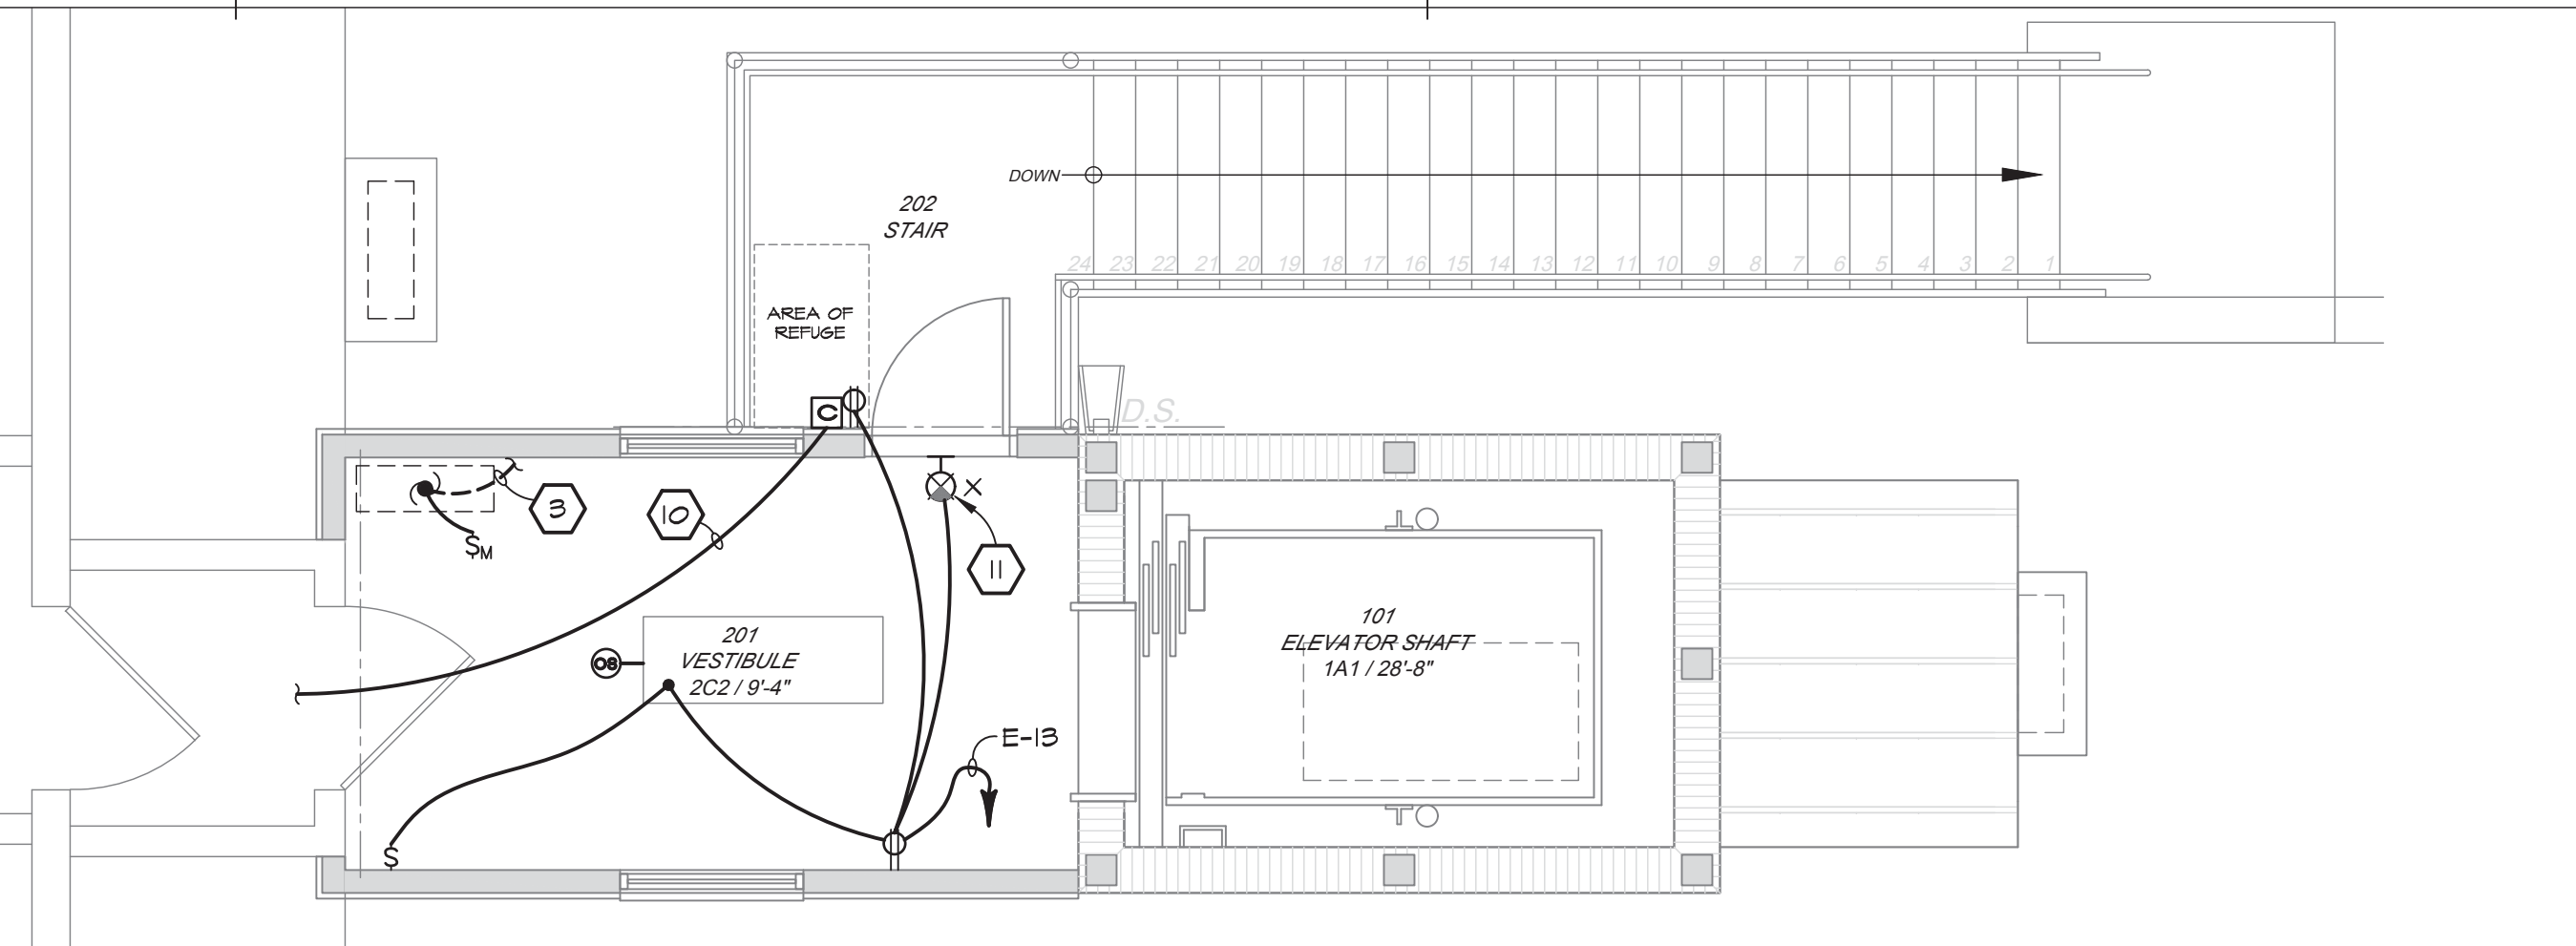 DOWN
202
STAIR
24 23 22 21 20 19 18 17 16 15 14 13 12 11 10 9 8 7 6 5 4 3 2 1
AREA OF
REFUGE
C
D.S.
3
10
X
S
M
11
101
ELEVATOR SHAFT
1A1 / 28'-8"
201
08
VESTIBULE
2C2 / 9'-4"
E-13
S